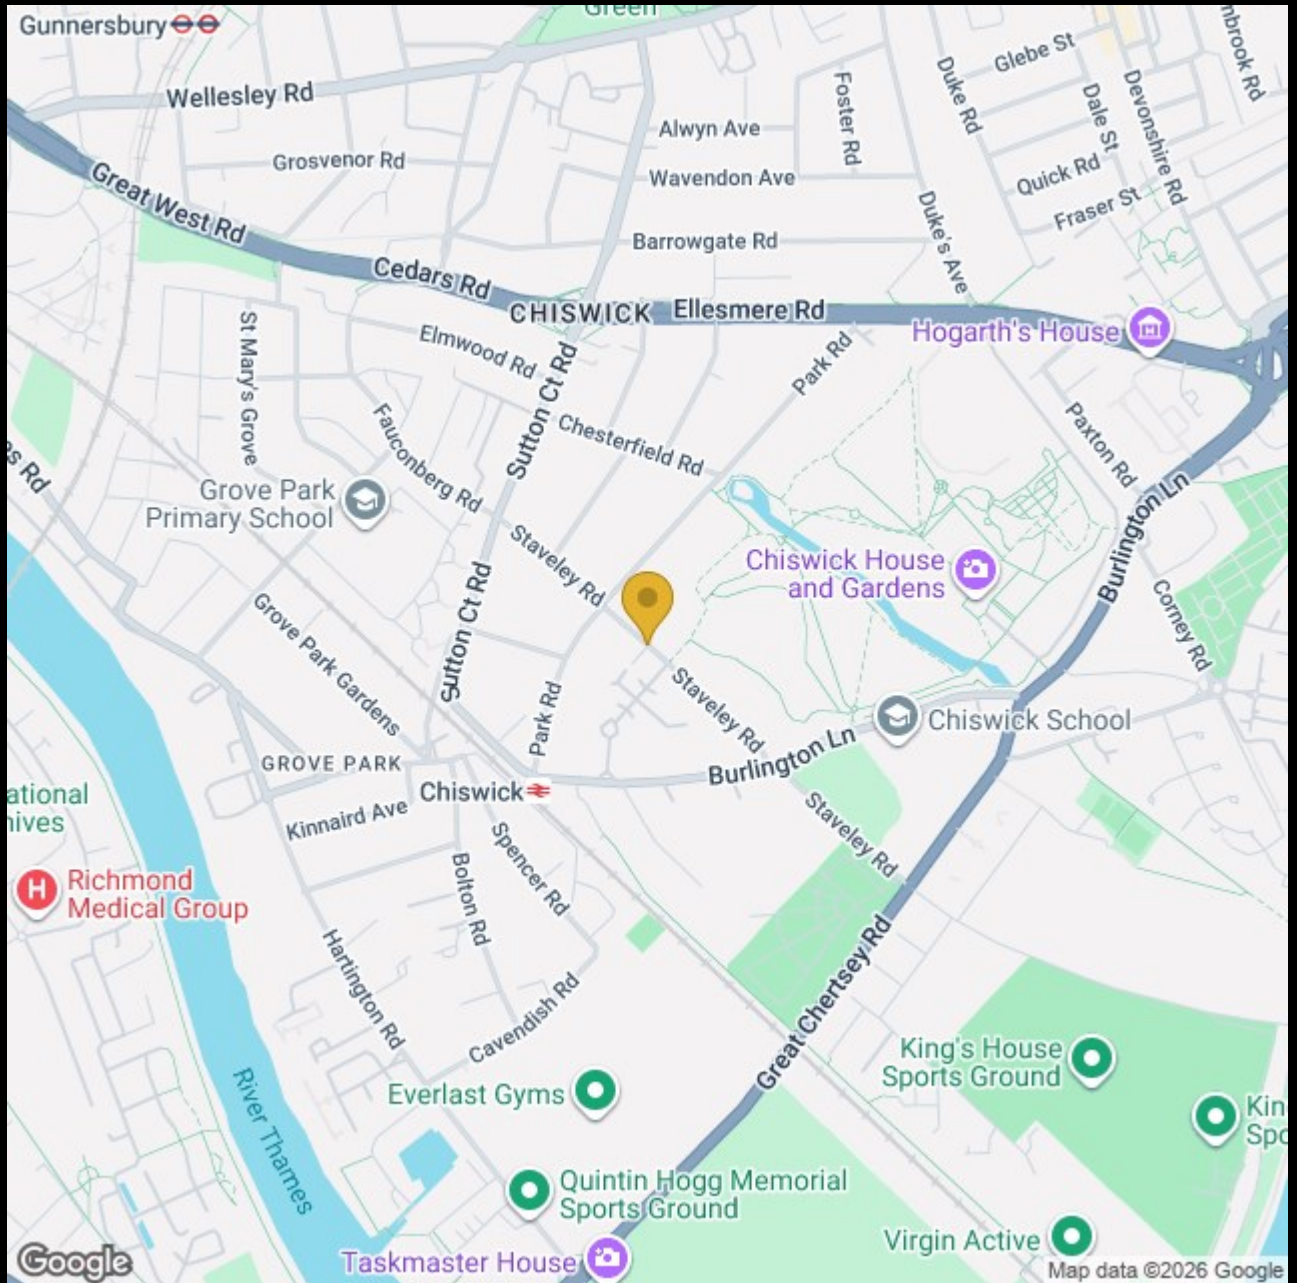 Green
Gunnersbury
Wellesley Rd
Glebe St
Duke Rd
Dale St
Devonshire Rd
Foster Rd
Alwyn Ave
Grosvenor Rd
Wavendon Ave
Quick Rd
Fraser St
Great West Rd
Duke's Ave
Barrowgate Rd
Cedars Rd
CHISWICK
Ellesmere Rd
Hogarth's House
Elmwood Rd
St Mary's Grove
Sutton Ct Rd
Park Rd
Fauconberg Rd
Chesterfield Rd
Paxton Rd
Burlington Ln
Grove Park
Primary School
Staveley Rd
Chiswick House
and Gardens
Corney Rd
Sutton Ct Rd
Grove Park Gardens
Staveley Rd
Park Rd
Chiswick School
Burlington Ln
GROVE PARK
Chiswick
Kinnaird Ave
Staveley Rd
Spencer Rd
Bolton Rd
H
Richmond
Medical Group
Hartington Rd
Cavendish Rd
Great Chertsey Rd
King's House
Sports Ground
Everlast Gyms
River Thames
Quintin Hogg Memorial
Sports Ground
Virgin Active
Taskmaster House
Google
Map data ©2026 Google